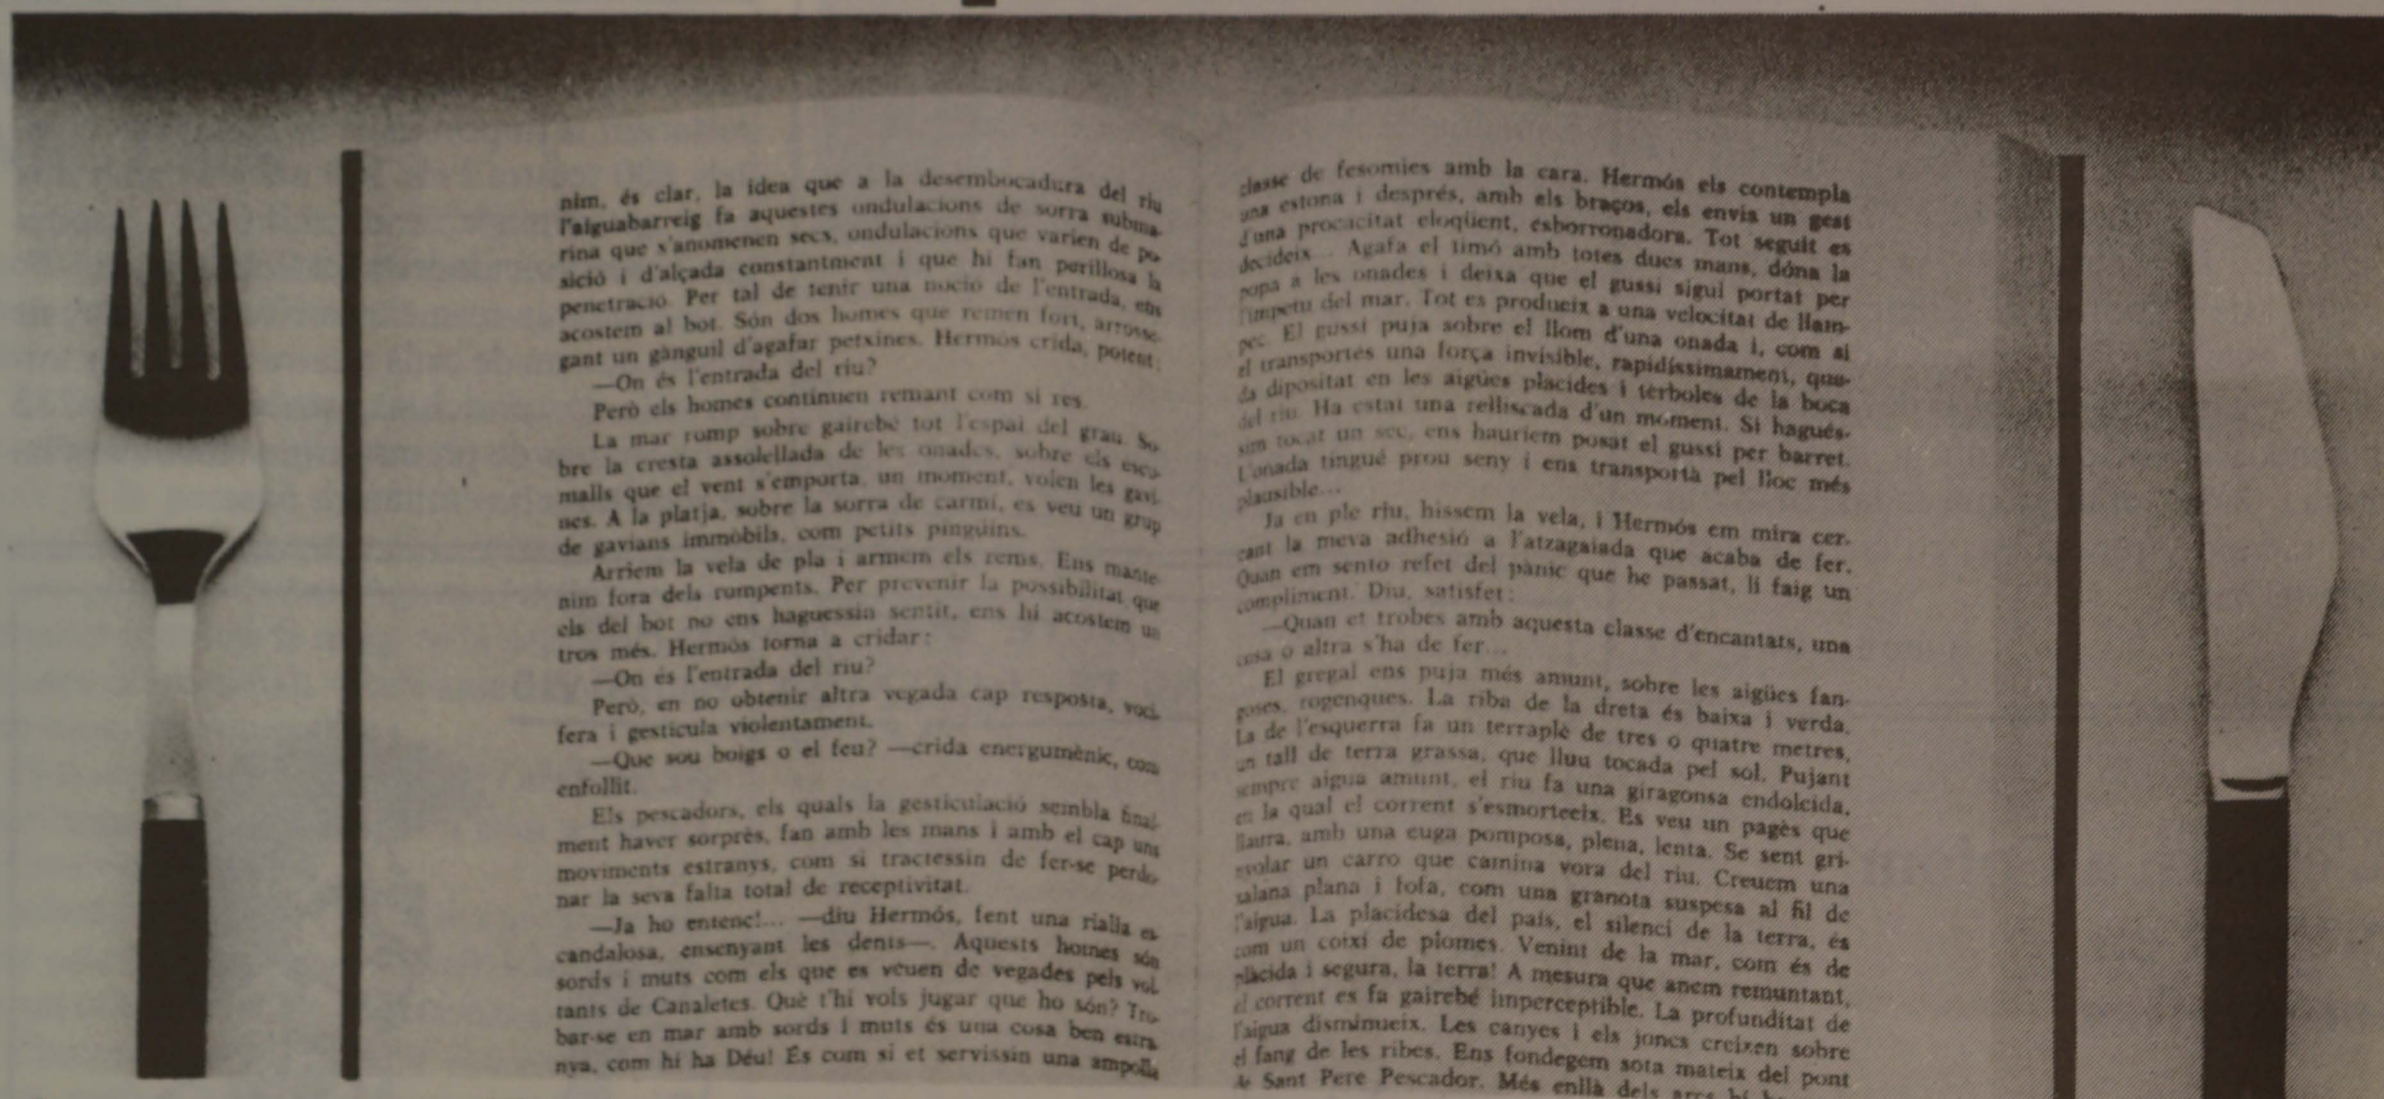 nim, és clar, la idea que a la desembocadura del riu
l'aiguabarreig fa aquestes ondulacions de sorra subma-
rina que s'anomenen secs, ondulacions que varien de po-
sició i d'alçada constantment i que hi fan perillosa la
penetració. Per tal de tenir una noció de l'entrada, ens
acostem al bot. Són dos homes que remen fort, arrosse-
gant un gànguil d'agafar petxines. Hermós crida, potent:
—On és l'entrada del riu?
Però els homes continuen remant com si res.
La mar romp sobre gairebé tot l'espai del grau. So-
bre la cresta assolellada de les onades, sobre els escu-
malls que el vent s'emporta, un moment, volen les gavi-
nes. A la platja, sobre la sorra de carmí, es veu un grup
de gavians immòbils, com petits pingüins.
Arriem la vela de pla i armem els rems. Ens mante-
nim fora dels rompents. Per prevenir la possibilitat que
els del bot no ens haguessin sentit, ens hi acostem un
tros més. Hermós torna a cridar:
—On és l'entrada del riu?
Però, en no obtenir altra vegada cap resposta, voci-
fera i gesticula violentament.
—Que sou boigs o el feu? —crida energumènic, com
enfollit.
Els pescadors, els quals la gesticulació sembla final-
ment haver sorprès, fan amb les mans i amb el cap uns
moviments estranys, com si tractessin de fer-se perdo-
nar la seva falta total de receptivitat.
—Ja ho entenc!... —diu Hermós, fent una rialla es-
candalosa, ensenyant les dents—. Aquests homes són
sords i muts com els que es veuen de vegades pels vol-
tants de Canaletes. Què t'hi vols jugar que ho són? Tro-
bar-se en mar amb sords i muts és una cosa ben estra-
nya, com hi ha Déu! És com si et servissin una ampolla
classe de fesomies amb la cara. Hermós els contempla
una estona i després, amb els braços, els envia un gest
d'una procacitat eloqüent, esborronadora. Tot seguit es
decideix... Agafa el timó amb totes dues mans, dóna la
popa a les onades i deixa que el gussi sigui portat per
l'ímpetu del mar. Tot es produeix a una velocitat de llam-
pec. El gussi puja sobre el llom d'una onada i, com si
el transportés una força invisible, rapidíssimament, que-
da dipositat en les aigües plàcides i tèrboles de la boca
del riu. Ha estat una relliscada d'un moment. Si hagués-
sim tocat un sec, ens hauríem posat el gussi per barret.
L'onada tingué prou seny i ens transportà pel lloc més
plausible...
Ja en ple riu, hissem la vela, i Hermós em mira cer-
cant la meva adhesió a l'atzagaiada que acaba de fer.
Quan em sento refet del pànic que he passat, li faig un
compliment. Diu, satisfet:
—Quan et trobes amb aquesta classe d'encantats, una
cosa o altra s'ha de fer...
El gregal ens puja més amunt, sobre les aigües fan-
goses, rogenques. La riba de la dreta és baixa i verda.
La de l'esquerra fa un terraplè de tres o quatre metres,
un tall de terra grassa, que lluu tocada pel sol. Pujant
sempre aigua amunt, el riu fa una giragonsa endolcida,
en la qual el corrent s'esmorteeix. Es veu un pagès que
llaura, amb una euga pomposa, plena, lenta. Se sent gri-
nyolar un carro que camina vora del riu. Creuem una
xalana plana i fofa, com una granota suspesa al fil de
l'aigua. La placidesa del país, el silenci de la terra, és
com un coixí de plomes. Venint de la mar, com és de
plàcida i segura, la terra! A mesura que anem remuntant,
el corrent es fa gairebé imperceptible. La profunditat de
l'aigua disminueix. Les canyes i els joncs creixen sobre
el fang de les ribes. Ens fondegem sota mateix del pont
de Sant Pere Pescador. Més enllà dels arcs hi